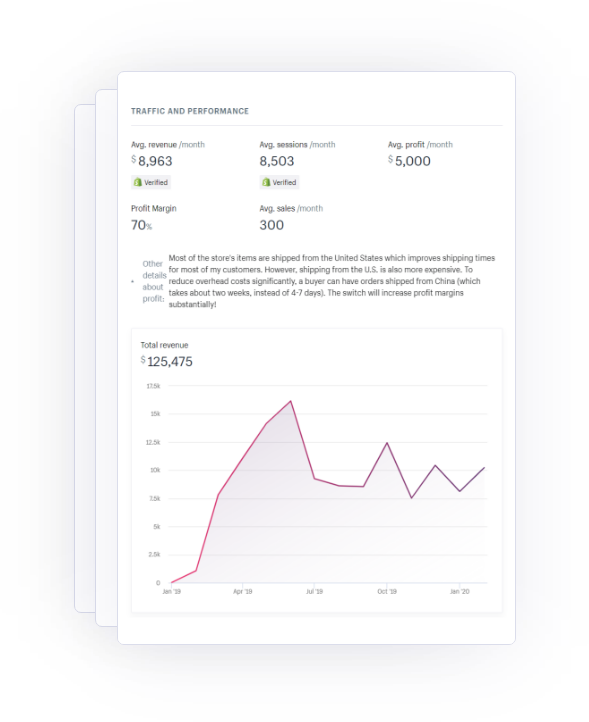 TRAFFIC AND PERFORMANCE
Avg. revenue /month
$8,963
Verified
Avg. sessions /month
8,503
Verified
Avg. profit /month
$5,000
Profit Margin
70%
Avg. sales /month
300
Other
details
about
profit:
Most of the store's items are shipped from the United States which improves shipping times
for most of my customers. However, shipping from the U.S. is also more expensive. To
reduce overhead costs significantly, a buyer can have orders shipped from China (which
takes about two weeks, instead of 4-7 days). The switch will increase profit margins
substantially!
Total revenue
$125,475
17.5k
15k
12.5k
10k
7.5k
5k
2.5k
0
Jan '19
Apr '19
Jul '19
Oct '19
Jan '20